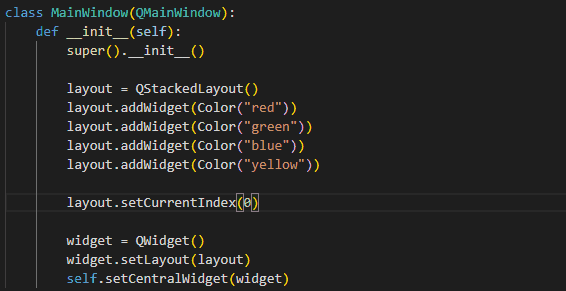 class MainWindow(QMainWindow):
    def __init__(self):
        super().__init__()

        layout = QStackedLayout()
        layout.addWidget(Color("red"))
        layout.addWidget(Color("green"))
        layout.addWidget(Color("blue"))
        layout.addWidget(Color("yellow"))

        layout.setCurrentIndex(0)

        widget = QWidget()
        widget.setLayout(layout)
        self.setCentralWidget(widget)